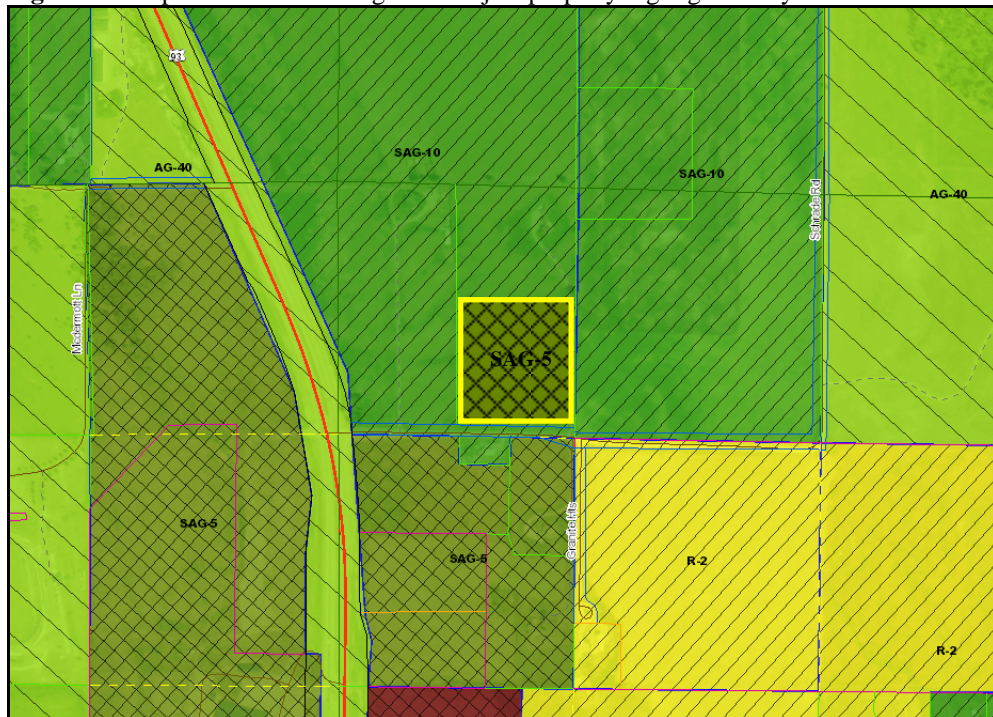 93
SAG-10
AG-40
SAG-10
AG-40
Schrade Rd
Mcdermott Ln
SAG-5
SAG-5
SAG-5
Granite Hls
R-2
R-2